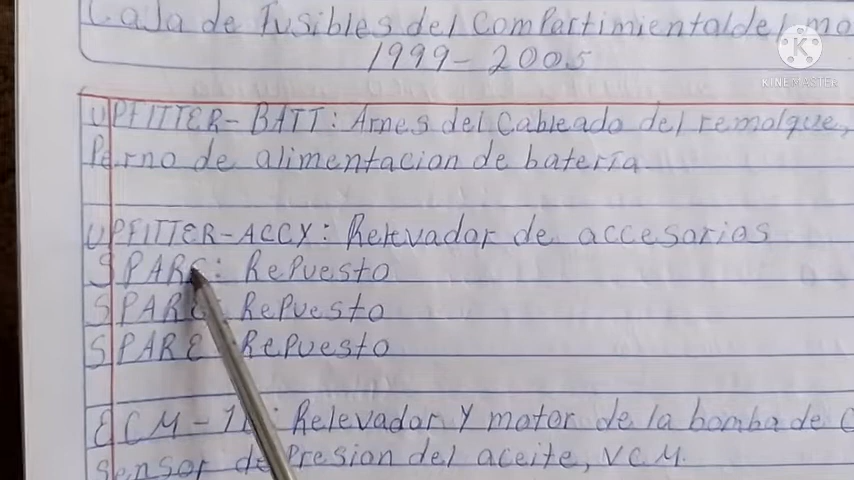 Caja de Fusibles del Compartimiental del mo
1999-2005
KINEMASTER
UPFITTER-BATT: Arnes del Cableado del remolque,
Perno de alimentacion de bateria
UPFITTER-ACCY: Relevador de accesorios
SPARE: Repuesto
SPARE Repuesto
SPARE Repuesto
ECM-1 : Relevador y motor de la bomba de C
Sensor de Presion del aceite, VCM.